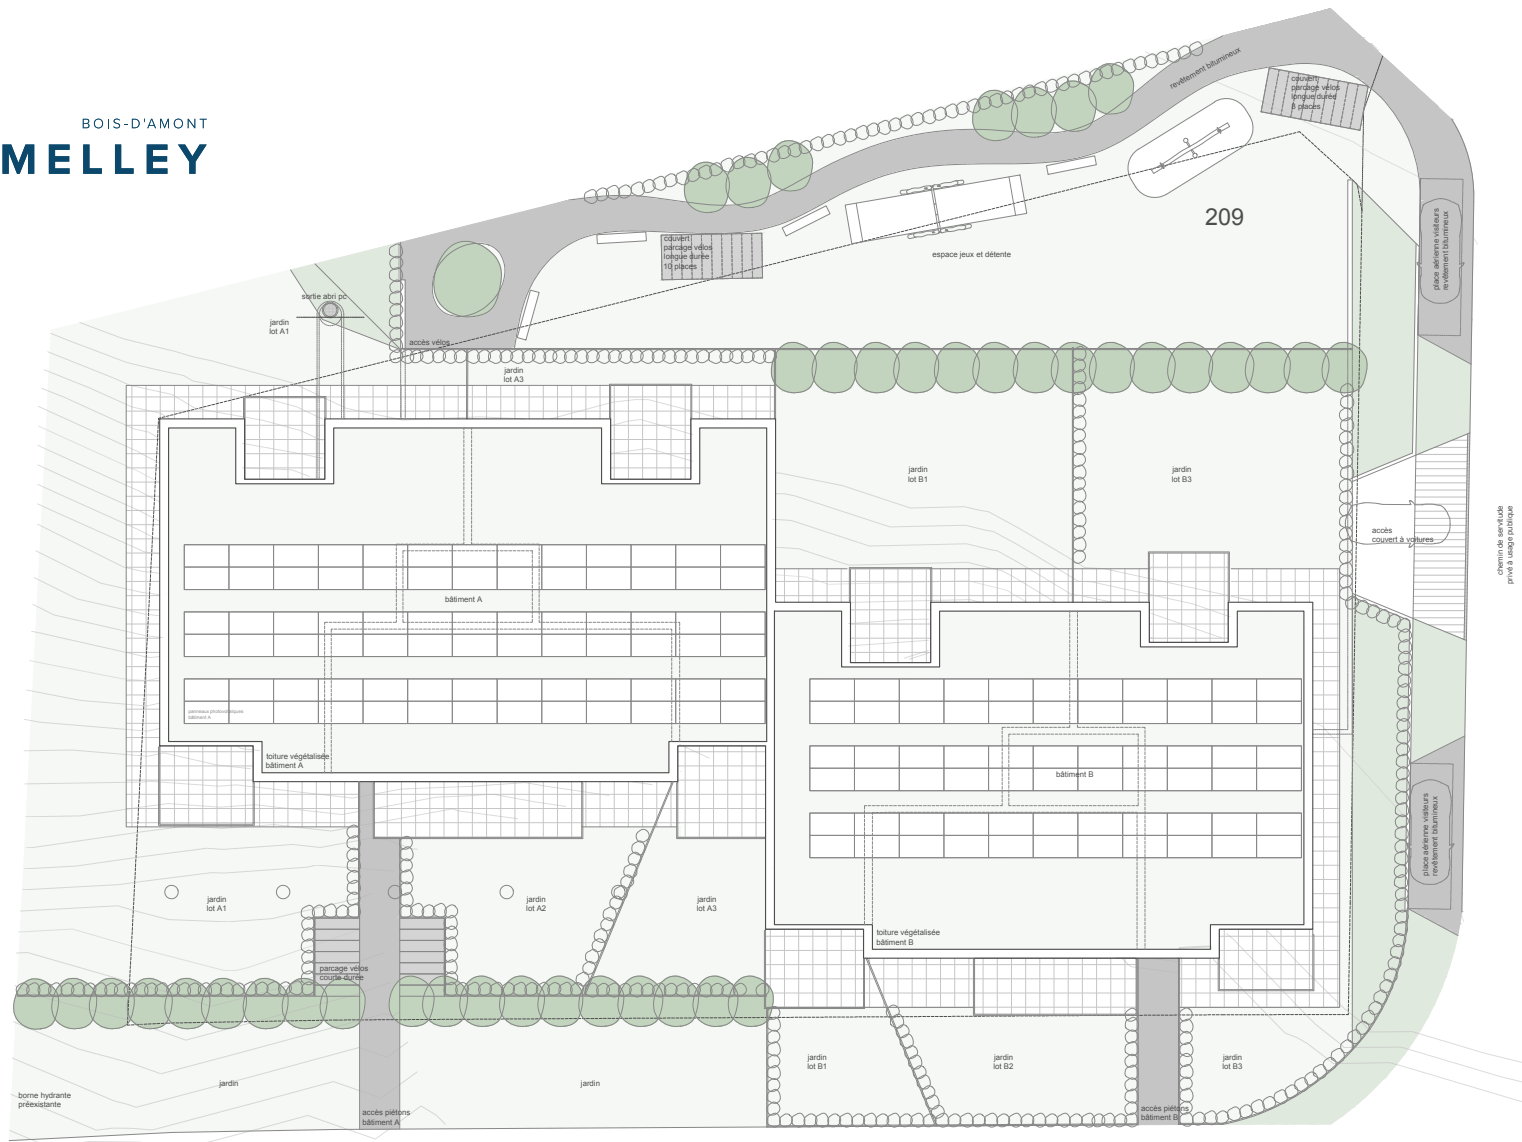 BOIS-D'AMONT
MELLEY
revêtement bitumineux
couvert
parcage vélos
longue durée
8 places
209
place aérienne visiteurs
revêtement bitumineux
couvert
parcage vélos
longue durée
10 places
espace jeux et détente
sortie abri pc
jardin
lot A1
accès vélos
jardin
lot A3
jardin
lot B1
jardin
lot B3
accès
couvert à voitures
chemin de servitude
privé à usage publique
bâtiment A
panneaux photovoltaïques
bâtiment A
toiture végétalisée
bâtiment A
bâtiment B
place aérienne visiteurs
revêtement bitumineux
jardin
lot A1
jardin
lot A2
jardin
lot A3
toiture végétalisée
bâtiment B
parcage vélos
courte durée
jardin
lot B1
jardin
lot B2
jardin
lot B3
jardin
jardin
borne hydrante
préexistante
accès piétons
bâtiment A
accès piétons
bâtiment B